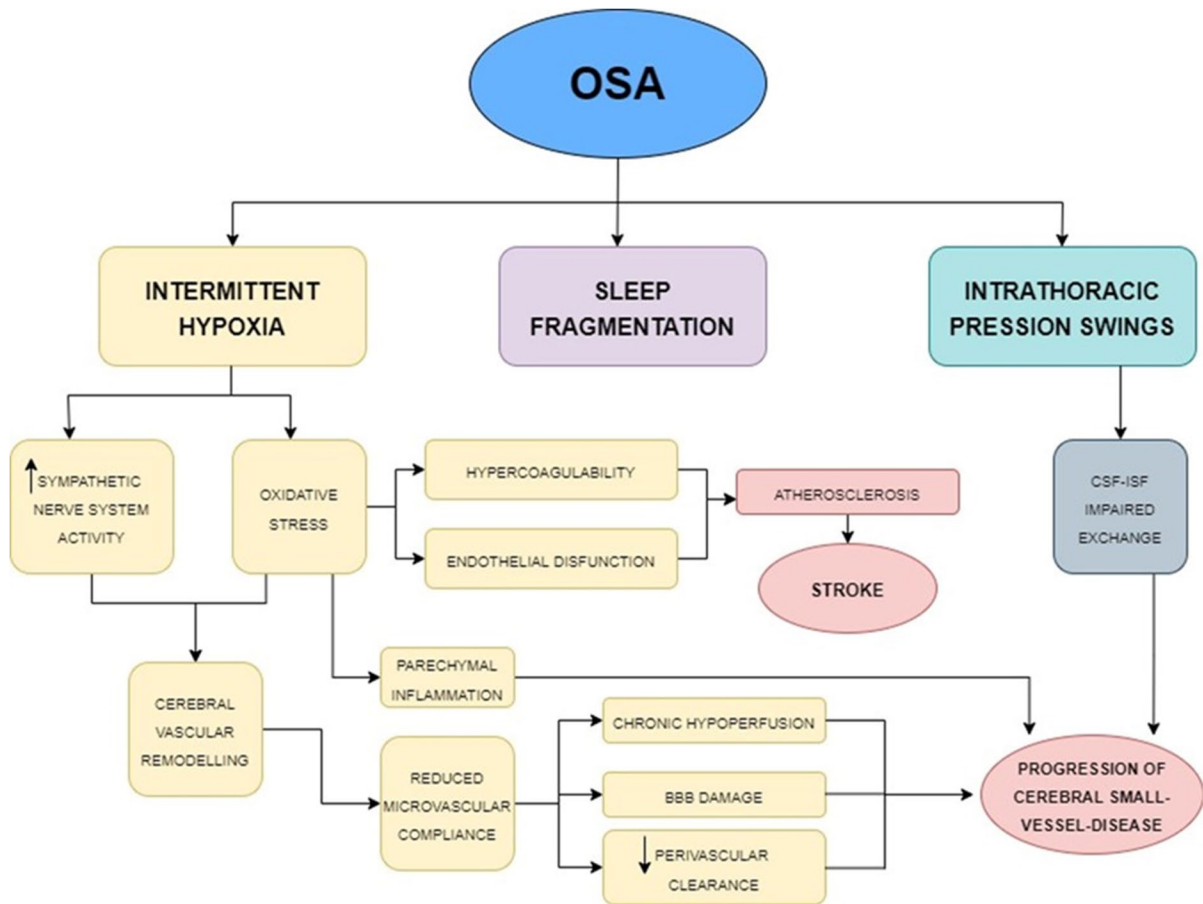 OSA
INTERMITTENT
HYPOXIA
SLEEP
FRAGMENTATION
INTRATHORACIC
PRESSION SWINGS
SYMPATHETIC
NERVE SYSTEM
ACTIVITY
OXIDATIVE
STRESS
HYPERCOAGULABILITY
ENDOTHELIAL DISFUNCTION
ATHEROSCLEROSIS
STROKE
CSF-ISF
IMPAIRED
EXCHANGE
CEREBRAL
VASCULAR
REMODELLING
PARECHYMAL
INFLAMMATION
REDUCED
MICROVASCULAR
COMPLIANCE
CHRONIC HYPOPERFUSION
BBB DAMAGE
PERIVASCULAR
CLEARANCE
PROGRESSION OF
CEREBRAL SMALL-
VESSEL-DISEASE